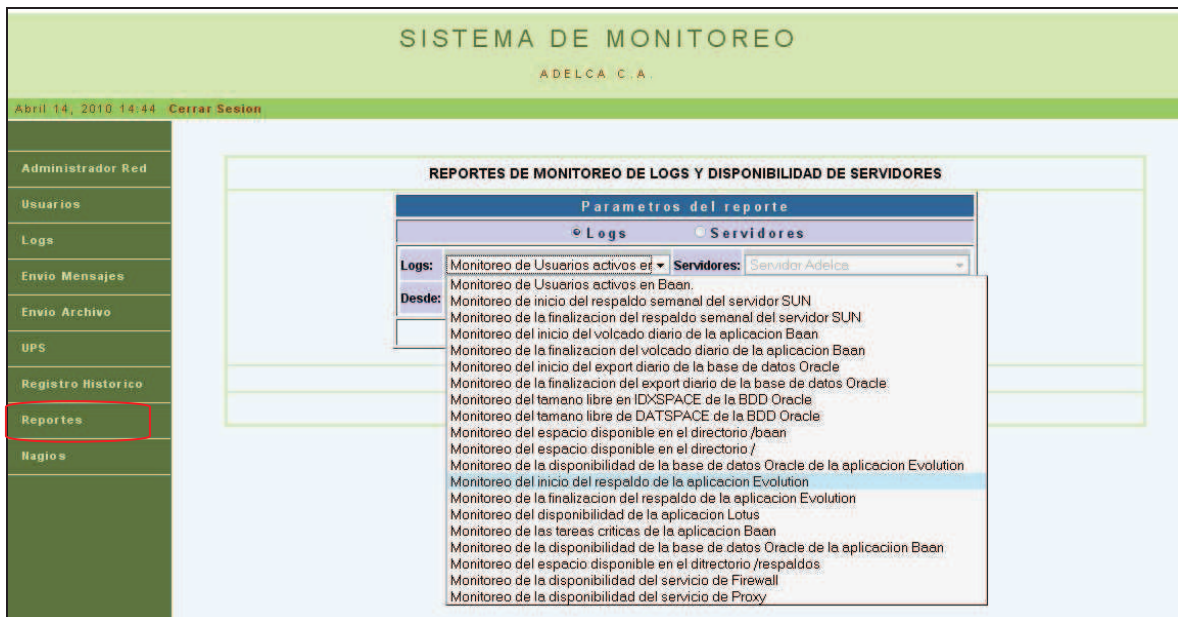 SISTEMA DE MONITOREO
ADELCA C.A.
Abril 14, 2010 14:44 Cerrar Sesion
Administrador Red
Usuarios
Logs
Envio Mensajes
Envio Archivo
UPS
Registro Historico
Reportes
Nagios
REPORTES DE MONITOREO DE LOGS Y DISPONIBILIDAD DE SERVIDORES
Parametros del reporte
Logs Servidores
Logs: Monitoreo de Usuarios activos er Servidores: Servidor Adelca
Desde:
Monitoreo de Usuarios activos en Baan.
Monitoreo de inicio del respaldo semanal del servidor SUN
Monitoreo de la finalizacion del respaldo semanal del servidor SUN
Monitoreo del inicio del volcado diario de la aplicacion Baan
Monitoreo de la finalizacion del volcado diario de la aplicacion Baan
Monitoreo del inicio del export diario de la base de datos Oracle
Monitoreo de la finalizacion del export diario de la base de datos Oracle.
Monitoreo del tamano libre en IDXSPACE de la BDD Oracle
Monitoreo del tamano libre de DATSPACE de la BDD Oracle
Monitoreo del espacio disponible en el directorio /baan
Monitoreo del espacio disponible en el directorio /
Monitoreo de la disponibilidad de la base de datos Oracle de la aplicacion Evolution
Monitoreo del inicio del respaldo de la aplicacion Evolution
Monitoreo de la finalizacion del respaldo de la aplicacion Evolution
Monitoreo del disponibilidad de la aplicacion Lotus
Monitoreo de las tareas criticas de la aplicacion Baan
Monitoreo de la disponibilidad de la base de datos Oracle de la aplicaciion Baan
Monitoreo del espacio disponible en el ditrectorio /respaldos
Monitoreo de la disponibilidad del servicio de Firewall
Monitoreo de la disponibilidad del servicio de Proxy